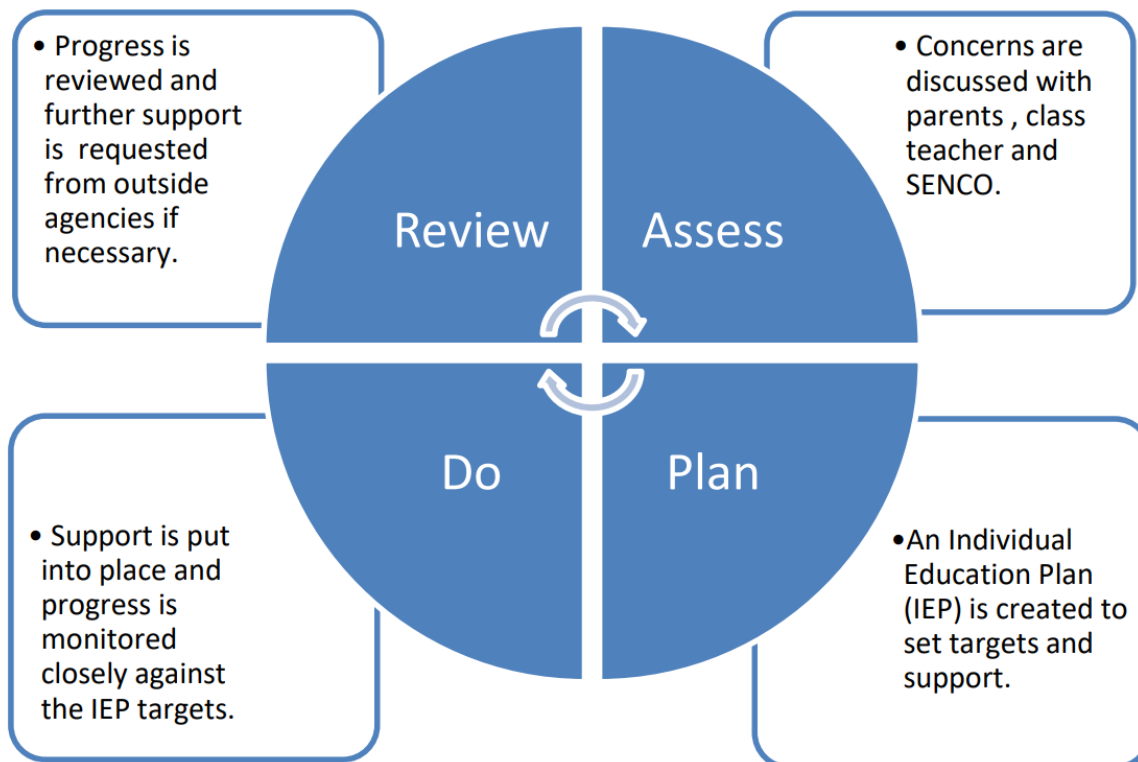 • Progress is
reviewed and
further support
is requested
from outside
agencies if
necessary.
• Concerns are
discussed with
parents , class
teacher and
SENCO.
Review
Assess
Do
Plan
• Support is put
into place and
progress is
monitored
closely against
the IEP targets.
•An Individual
Education Plan
(IEP) is created to
set targets and
support.